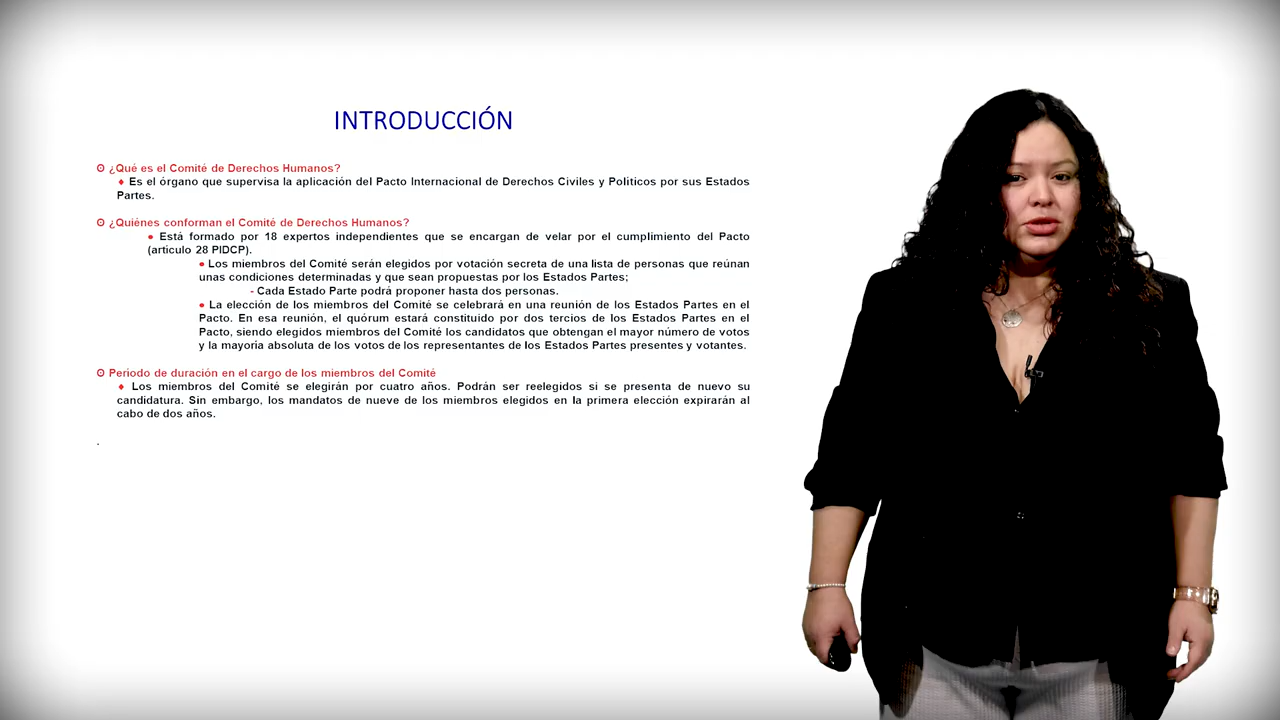 INTRODUCCIÓN
¿Qué es el Comité de Derechos Humanos?
Es el órgano que supervisa la aplicación del Pacto Internacional de Derechos Civiles y Políticos por sus Estados
Partes.
¿Quiénes conforman el Comité de Derechos Humanos?
Está formado por 18 expertos independientes que se encargan de velar por el cumplimiento del Pacto
(artículo 28 PIDCP).
Los miembros del Comité serán elegidos por votación secreta de una lista de personas que reúnan
unas condiciones determinadas y que sean propuestas por los Estados Partes;
- Cada Estado Parte podrá proponer hasta dos personas.
La elección de los miembros del Comité se celebrará en una reunión de los Estados Partes en el
Pacto. En esa reunión, el quórum estará constituido por dos tercios de los Estados Partes en el
Pacto, siendo elegidos miembros del Comité los candidatos que obtengan el mayor número de votos
y la mayoría absoluta de los votos de los representantes de los Estados Partes presentes y votantes.
Periodo de duración en el cargo de los miembros del Comité
Los miembros del Comité se elegirán por cuatro años. Podrán ser reelegidos si se presenta de nuevo su
candidatura. Sin embargo, los mandatos de nueve de los miembros elegidos en la primera elección expirarán al
cabo de dos años.
.